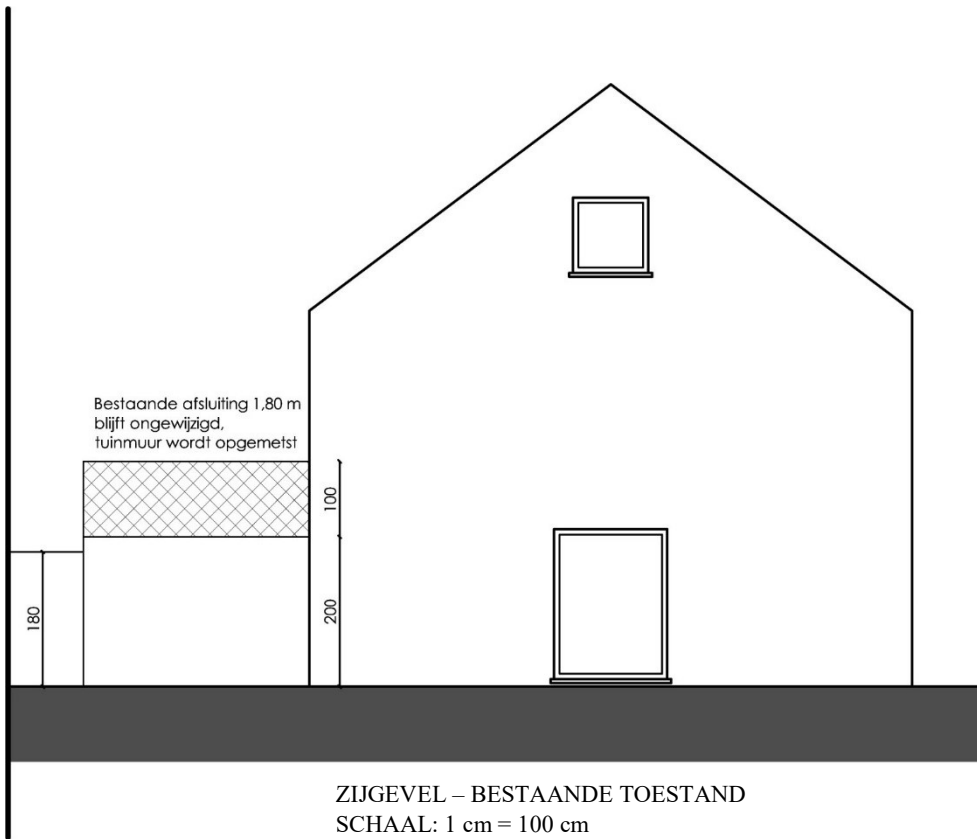 Bestaande afsluiting 1,80 m
blijft ongewijzigd,
tuinmuur wordt opgemetst
100
200
180
ZIJGEVEL – BESTAANDE TOESTAND
SCHAAL: 1 cm = 100 cm